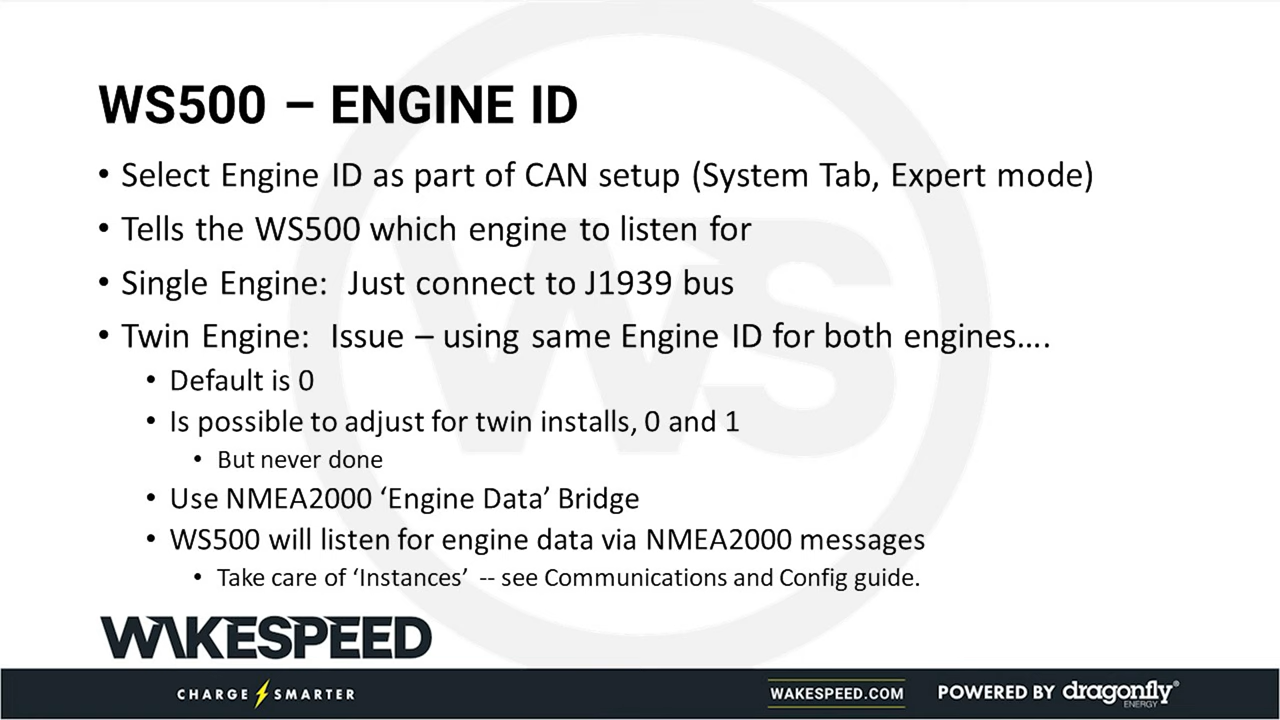 WS500 – ENGINE ID
• Select Engine ID as part of CAN setup (System Tab, Expert mode)
• Tells the WS500 which engine to listen for
• Single Engine:  Just connect to J1939 bus
• Twin Engine:  Issue – using same Engine ID for both engines….
• Default is 0
• Is possible to adjust for twin installs, 0 and 1
• But never done
• Use NMEA2000 ‘Engine Data’ Bridge
• WS500 will listen for engine data via NMEA2000 messages
• Take care of ‘Instances’  -- see Communications and Config guide.
WS
WAKESPEED
CHARGE SMARTER
WAKESPEED.COM
POWERED BY dragonfly®
ENERGY